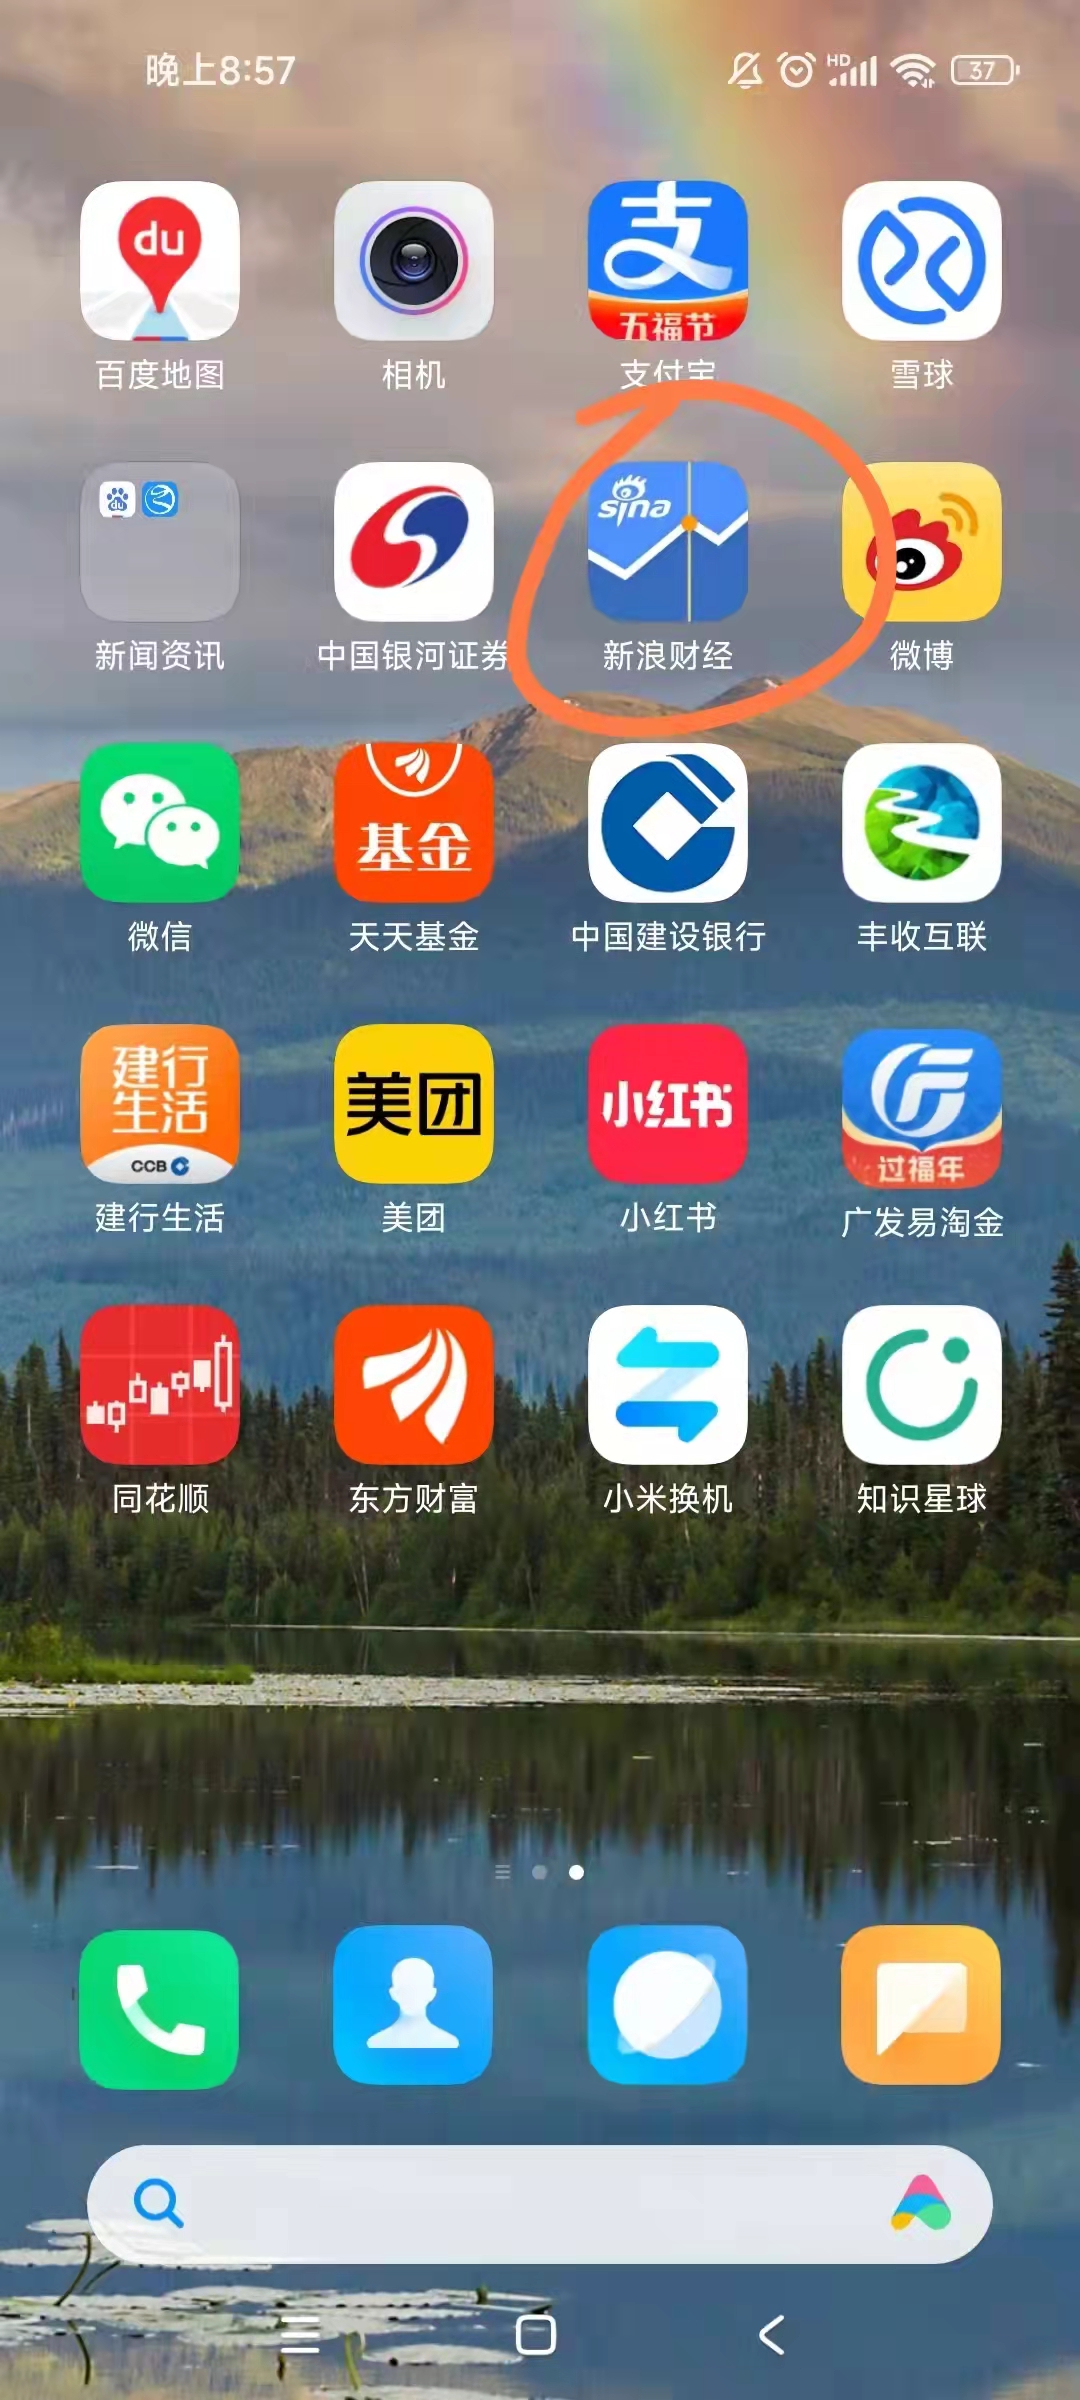 晚上8:57
HD
37
du
支
五福节
百度地图
相机
支付宝
雪球
du
sina
新闻资讯
中国银河证券
新浪财经
微博
基金
微信
天天基金
中国建设银行
丰收互联
建行
生活
CCB
美团
小红书
过福年
建行生活
美团
小红书
广发易淘金
同花顺
东方财富
小米换机
知识星球